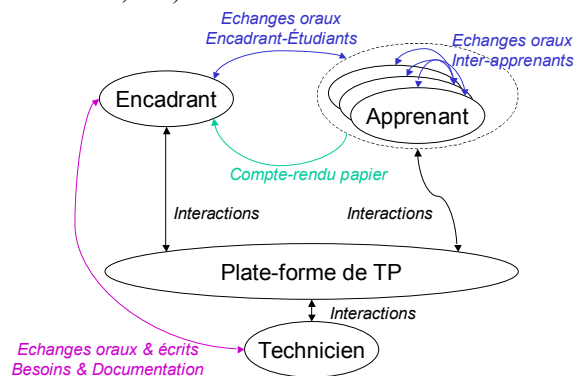 Echanges oraux
Encadrant-Étudiants
Echanges oraux
Inter-apprenants
Encadrant
Apprenant
Compte-rendu papier
Interactions
Interactions
Plate-forme de TP
Interactions
Echanges oraux & écrits
Besoins & Documentation
Technicien